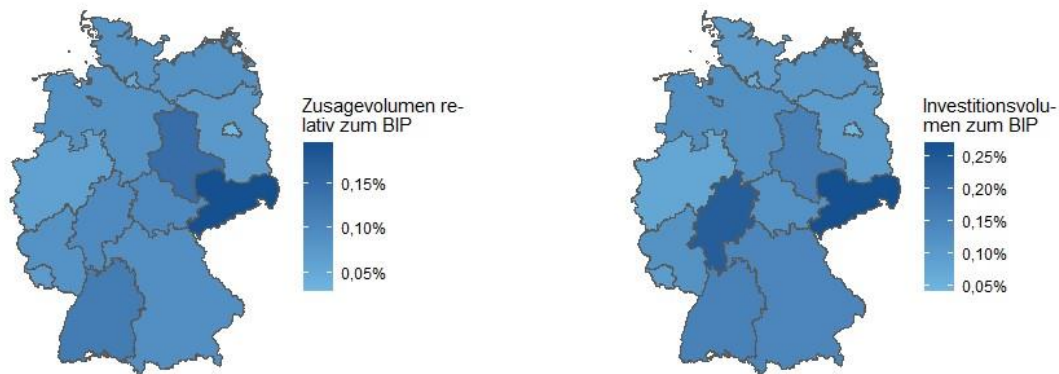 Zusagevolumen re-
lativ zum BIP
0,15%
0,10%
0,05%
Investitionsvolu-
men zum BIP
0,25%
0,20%
0,15%
0,10%
0,05%